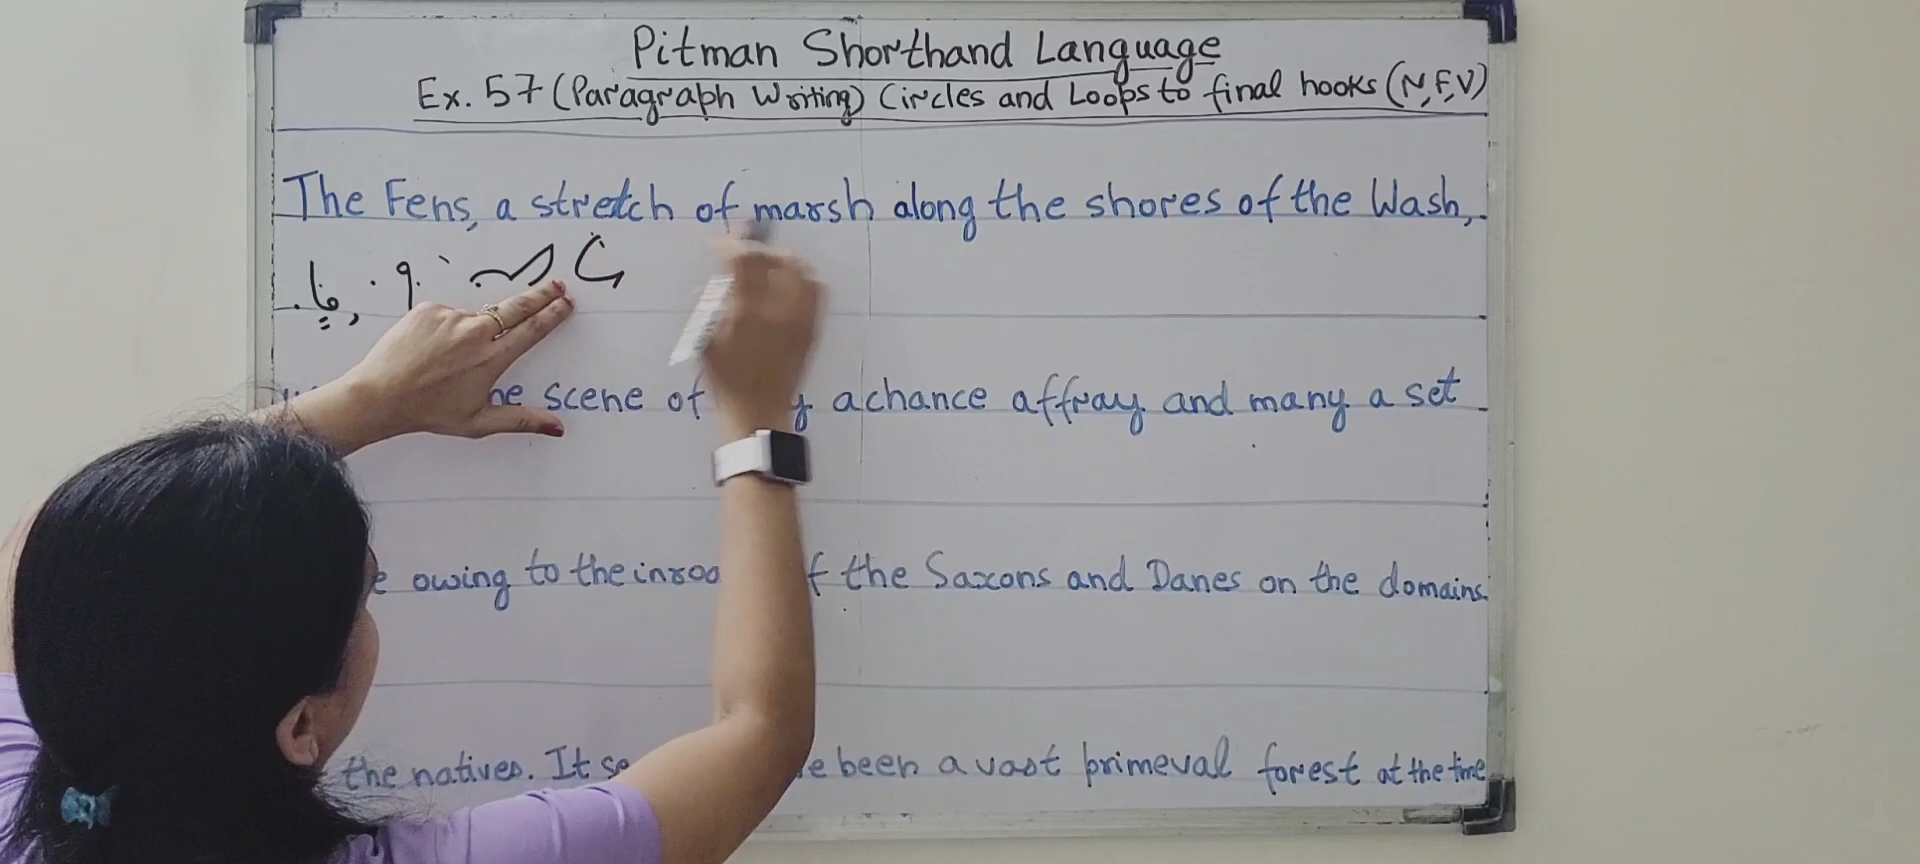 Pitman Shorthand Language
Ex. 57 (Paragraph Writing) Circles and Loops to final hooks (N, F, V)
The Fens, a stretch of marsh along the shores of the Wash,
scene of a chance affray and many a set
owing to the of the Saxons and Danes on the domains
the natives. It been a vast primeval forest at the time